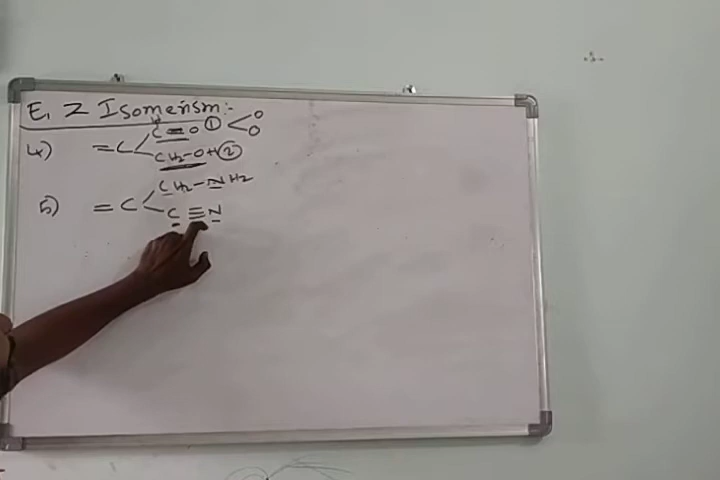 E, Z Isomerism:-
H
4) =C C=O ① O
CH2-OH ② O
5) =C CH2-NH2
C≡N